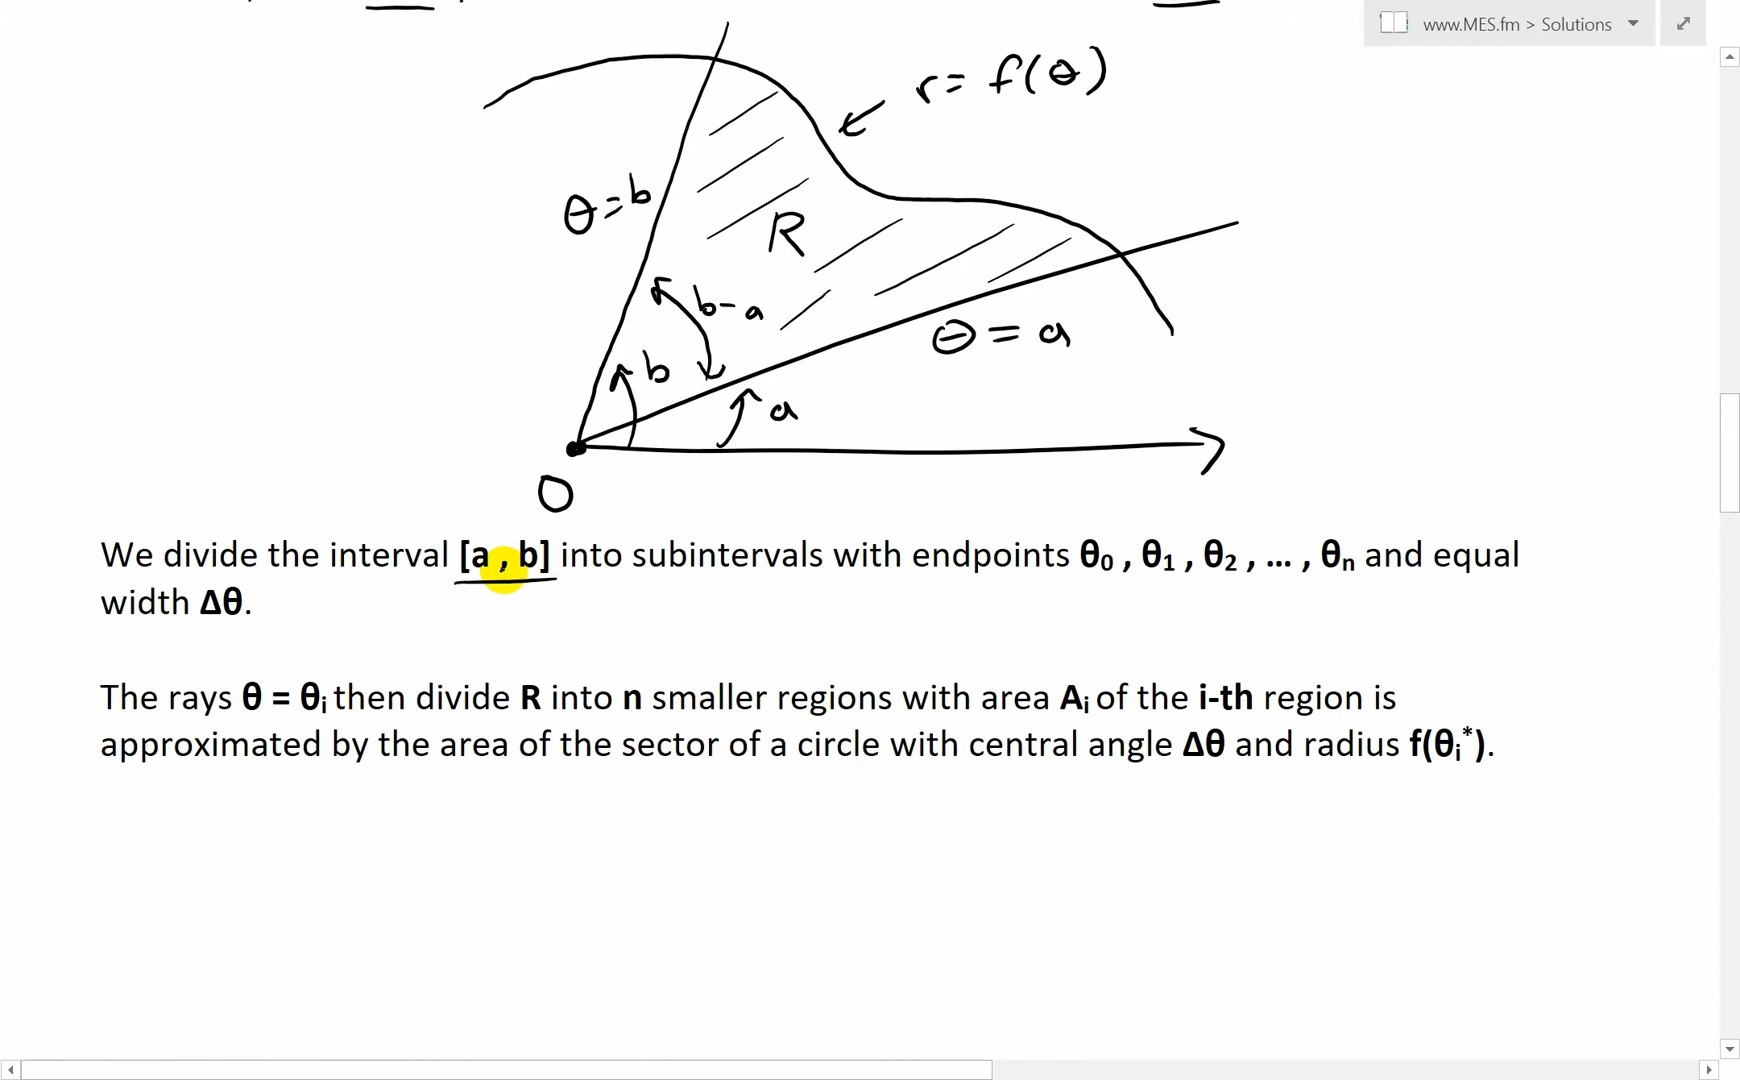 www.MES.fm > Solutions
r = f(θ)
θ = b
R
b - a
θ = a
b
a
O
We divide the interval [a , b] into subintervals with endpoints θ₀ , θ₁ , θ₂ , ... , θₙ and equal
width Δθ.
The rays θ = θᵢ then divide R into n smaller regions with area Aᵢ of the i-th region is
approximated by the area of the sector of a circle with central angle Δθ and radius f(θᵢ*).